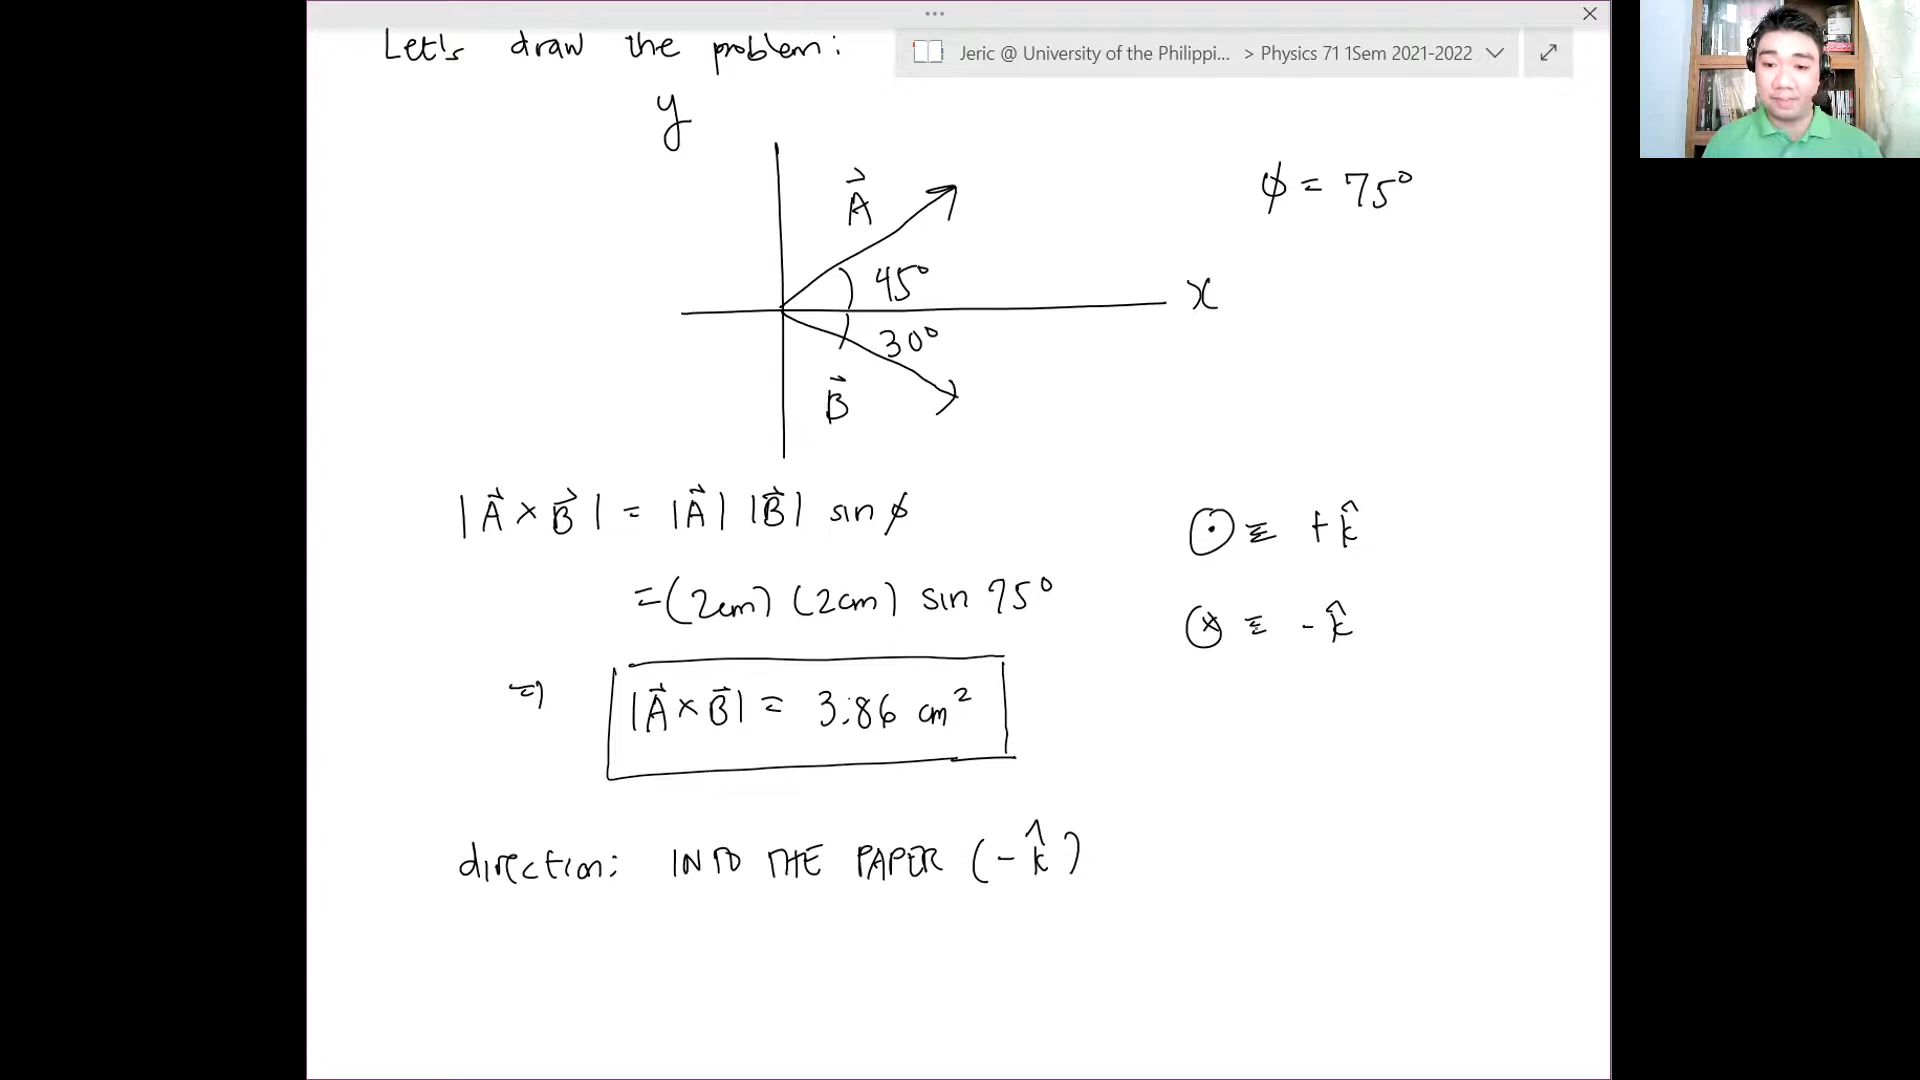 Let's draw the problem:
Jeric @ University of the Philippi... > Physics 71 1Sem 2021-2022
y
A⃗
ϕ = 75°
45°
x
30°
B⃗
|A⃗ × B⃗| = |A⃗| |B⃗| sin ϕ
⊙ ≡ +k̂
= (2cm) (2cm) sin 75°
⊗ ≡ -k̂
⇒ |A⃗ × B⃗| = 3.86 cm²
direction: INTO THE PAPER (-k̂)